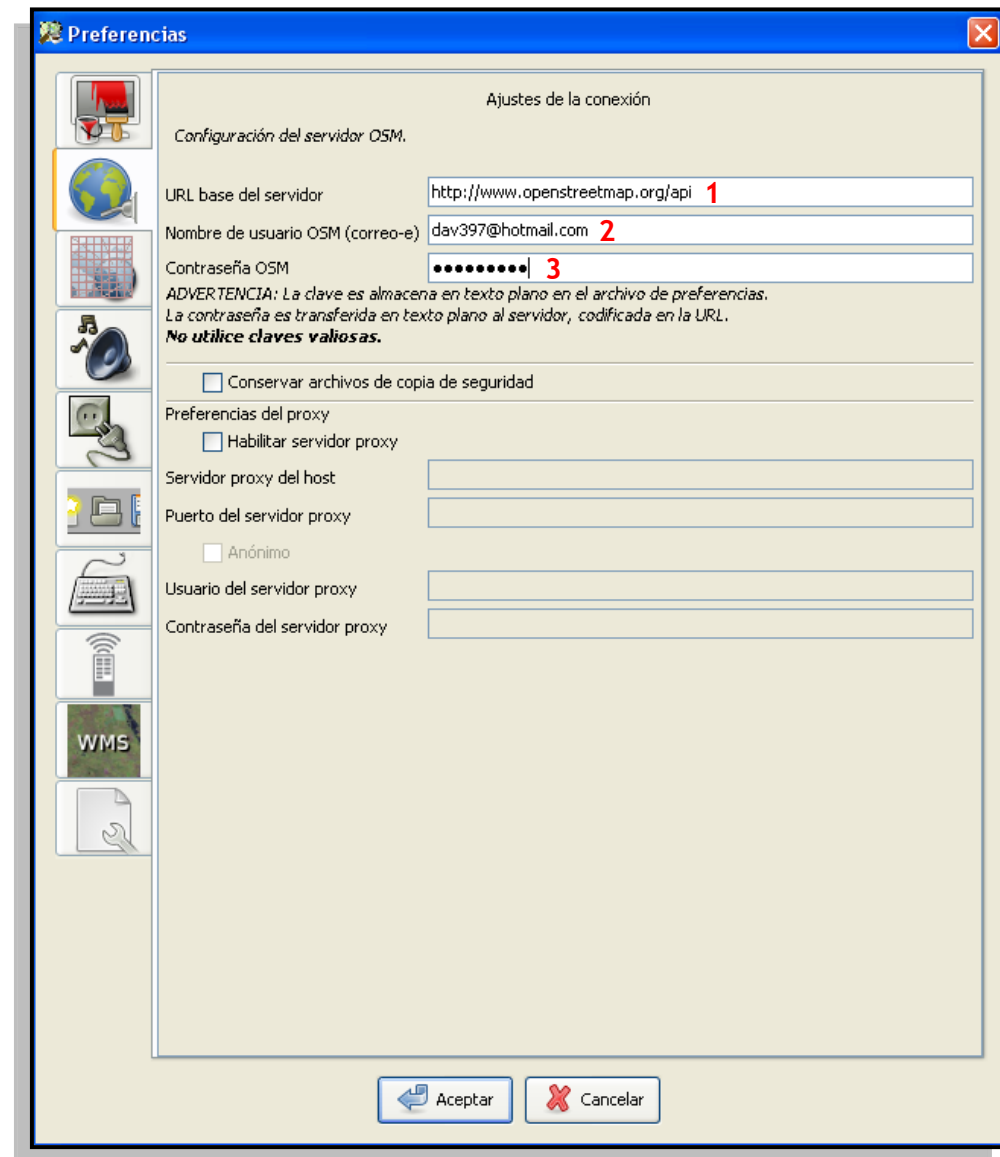 Preferencias
Ajustes de la conexión
Configuración del servidor OSM.
URL base del servidor http://www.openstreetmap.org/api 1
Nombre de usuario OSM (correo-e) dav397@hotmail.com 2
Contraseña OSM ●●●●●●●●● 3
ADVERTENCIA: La clave es almacena en texto plano en el archivo de preferencias.
La contraseña es transferida en texto plano al servidor, codificada en la URL.
No utilice claves valiosas.
Conservar archivos de copia de seguridad
Preferencias del proxy
Habilitar servidor proxy
Servidor proxy del host
Puerto del servidor proxy
Anónimo
Usuario del servidor proxy
Contraseña del servidor proxy
WMS
Aceptar Cancelar